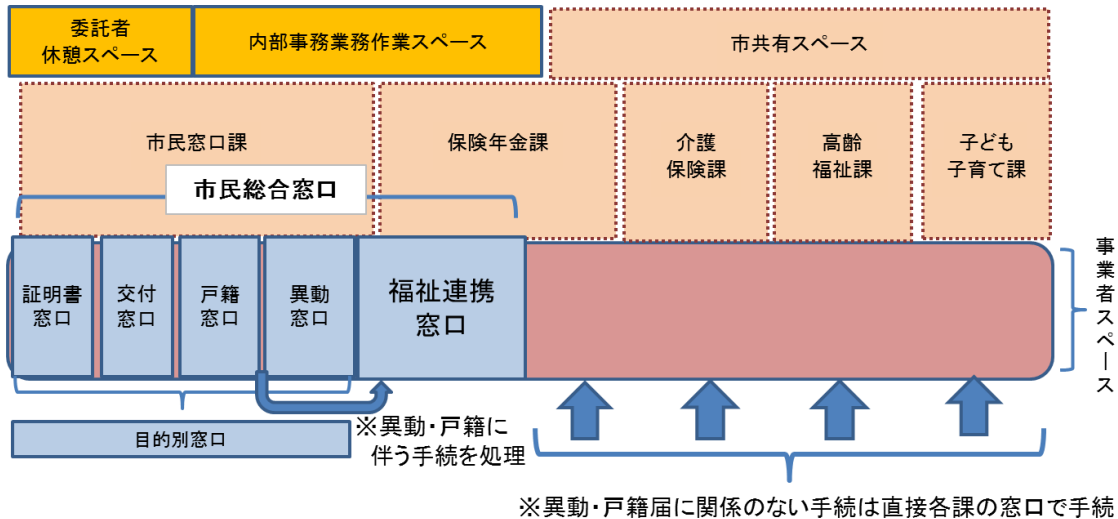 委託者
休憩スペース
内部事務業務作業スペース
市共有スペース
市民窓口課
保険年金課
介護
保険課
高齢
福祉課
子ども
子育て課
市民総合窓口
証明書
窓口
交付
窓口
戸籍
窓口
異動
窓口
福祉連携
窓口
事業者スペース
目的別窓口
※異動・戸籍に
伴う手続を処理
※異動・戸籍届に関係のない手続は直接各課の窓口で手続